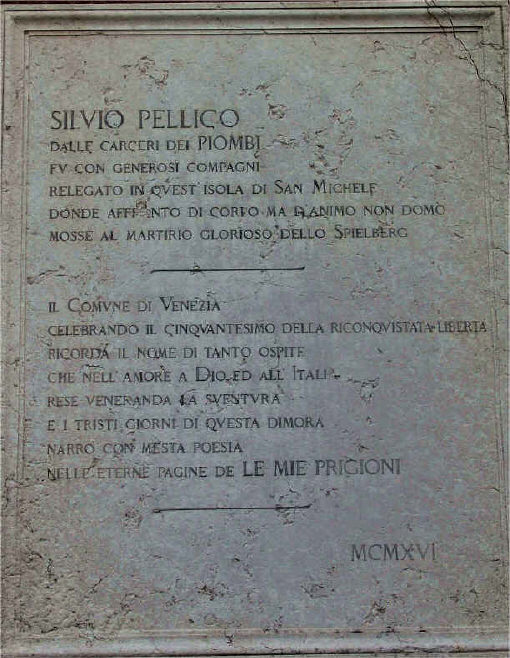 SILVIO PELLICO
DALLE CARCERI DEI PIOMBI
FV CON GENEROSI COMPAGNI
RELEGATO IN QVEST'ISOLA DI SAN MICHELE
DONDE AFFRANTO DI CORPO MA D'ANIMO NON DOMO
MOSSE AL MARTIRIO GLORIOSO DELLO SPIELBERG
IL COMVNE DI VENEZIA
CELEBRANDO IL CINQVANTESIMO DELLA RICONQVISTATA LIBERTA
RICORDA IL NOME DI TANTO OSPITE
CHE NELL'AMORE A DIO ED ALL'ITALIA
RESE VENERANDA LA SVENTVRA
E I TRISTI GIORNI DI QVESTA DIMORA
NARRO CON MESTA POESIA
NELLE ETERNE PAGINE DE LE MIE PRIGIONI
MCMXVI